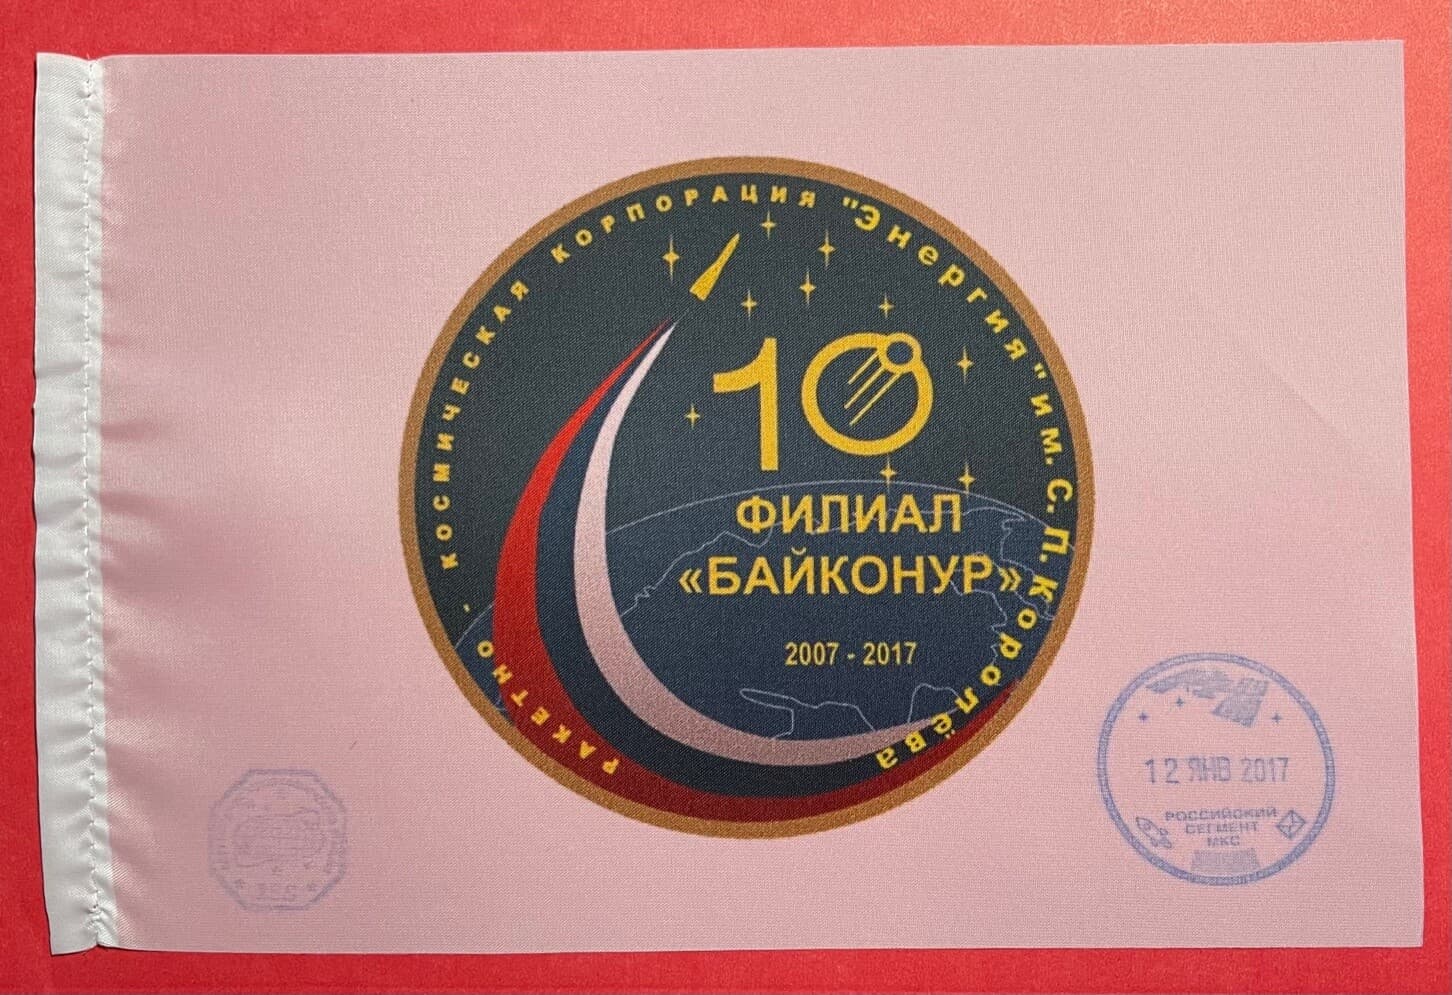 РАКЕТНО - КОСМИЧЕСКАЯ КОРПОРАЦИЯ "Энергия" им. С. П. Королёва
10
ФИЛИАЛ
«БАЙКОНУР»
2007 - 2017
12 ЯНВ 2017
РОССИЙСКИЙ
СЕГМЕНТ
МКС